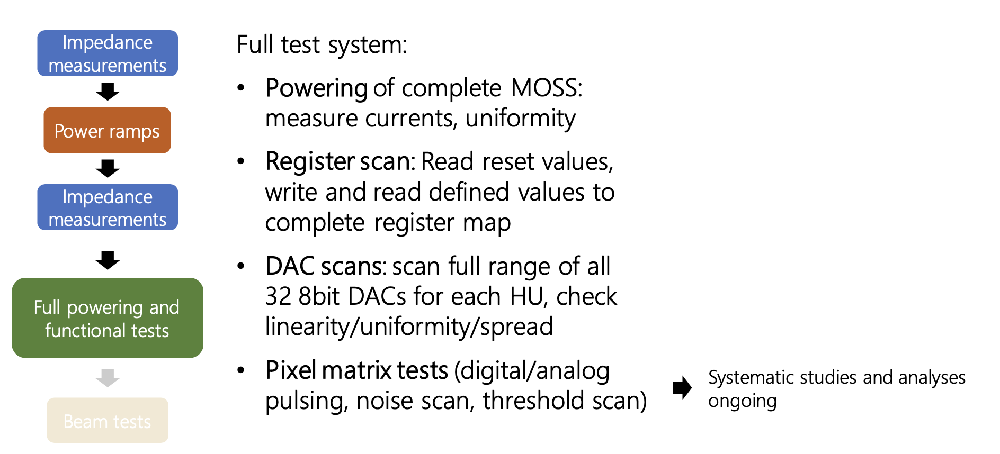 Impedance
measurements
Power ramps
Impedance
measurements
Full powering and
functional tests
Beam tests
Full test system:
• Powering of complete MOSS:
measure currents, uniformity
• Register scan: Read reset values,
write and read defined values to
complete register map
• DAC scans: scan full range of all
32 8bit DACs for each HU, check
linearity/uniformity/spread
• Pixel matrix tests (digital/analog
pulsing, noise scan, threshold scan)
Systematic studies and analyses
ongoing